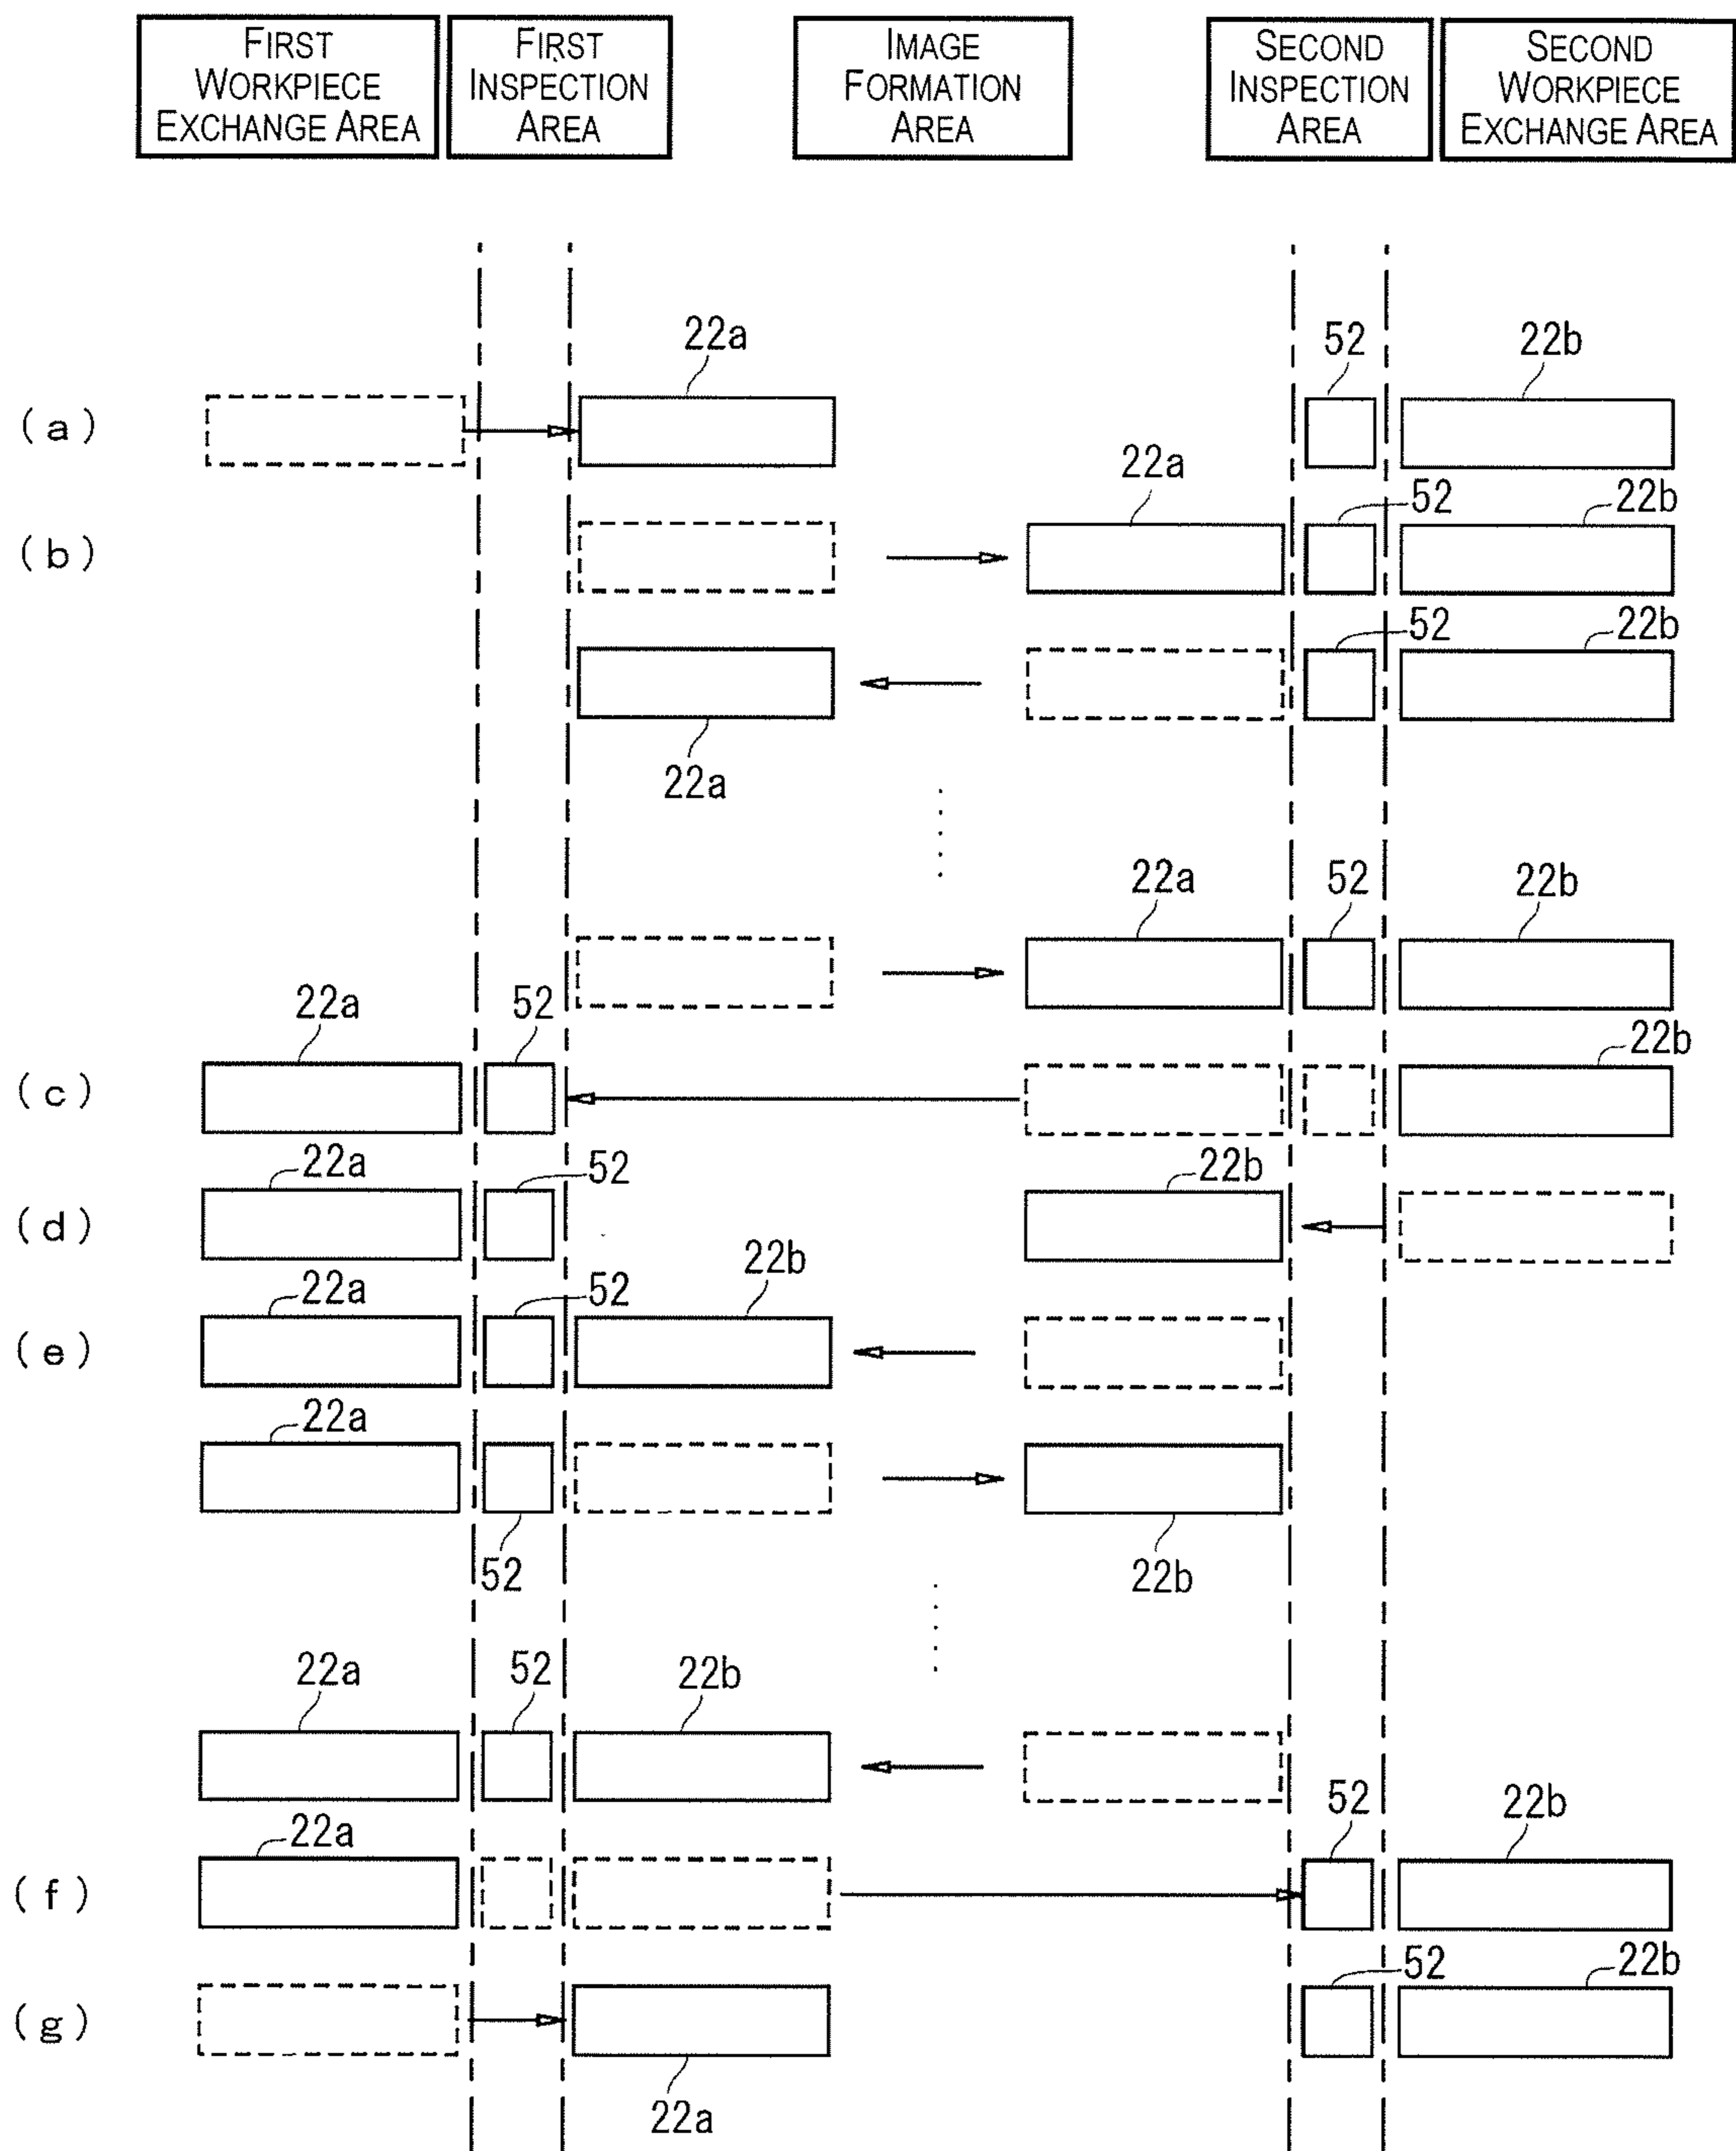 FIRST
WORKPIECE
EXCHANGE AREA
FIRST
INSPECTION
AREA
IMAGE
FORMATION
AREA
SECOND
INSPECTION
AREA
SECOND
WORKPIECE
EXCHANGE AREA
22a
52
22b
(a)
22a
52
22b
(b)
52
22b
22a
22a
52
22b
22a
52
22b
(c)
22a
52
22b
(d)
22a
52
22b
(e)
22a
52
22b
22a
52
22b
22a
52
22b
(f)
52
22b
(g)
22a